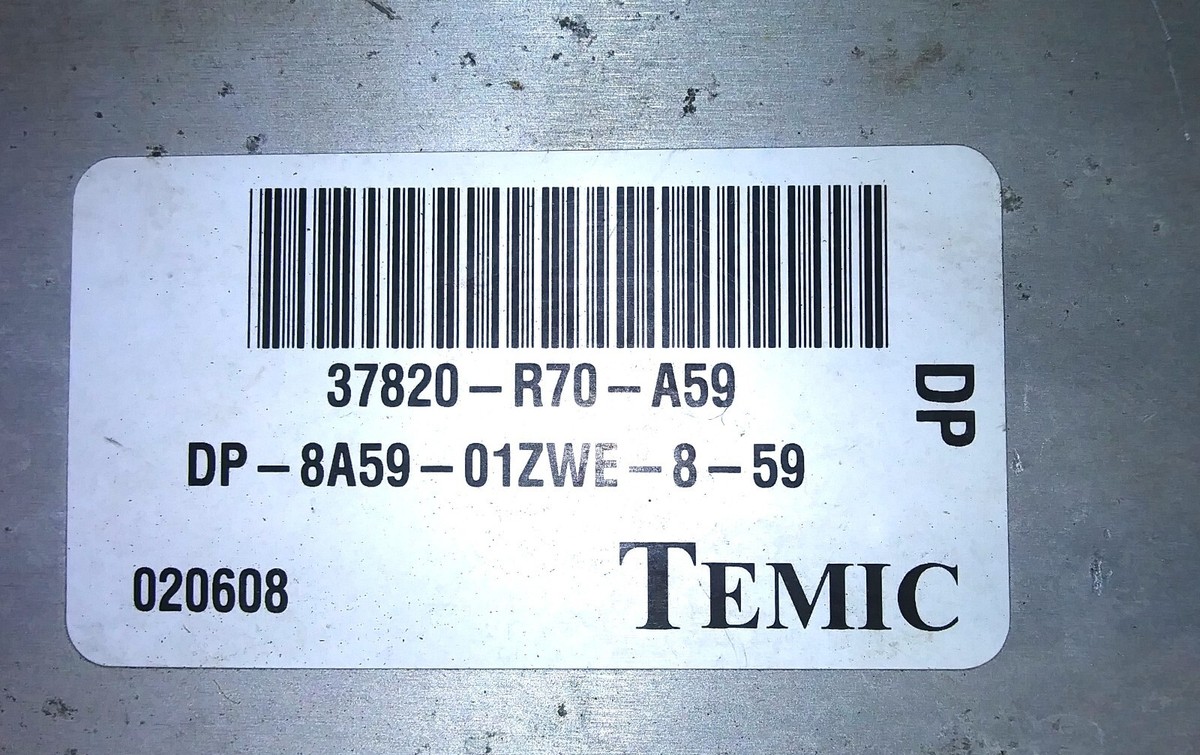 37820-R70-A59
DP
DP-8A59-01ZWE-8-59
020608
TEMIC